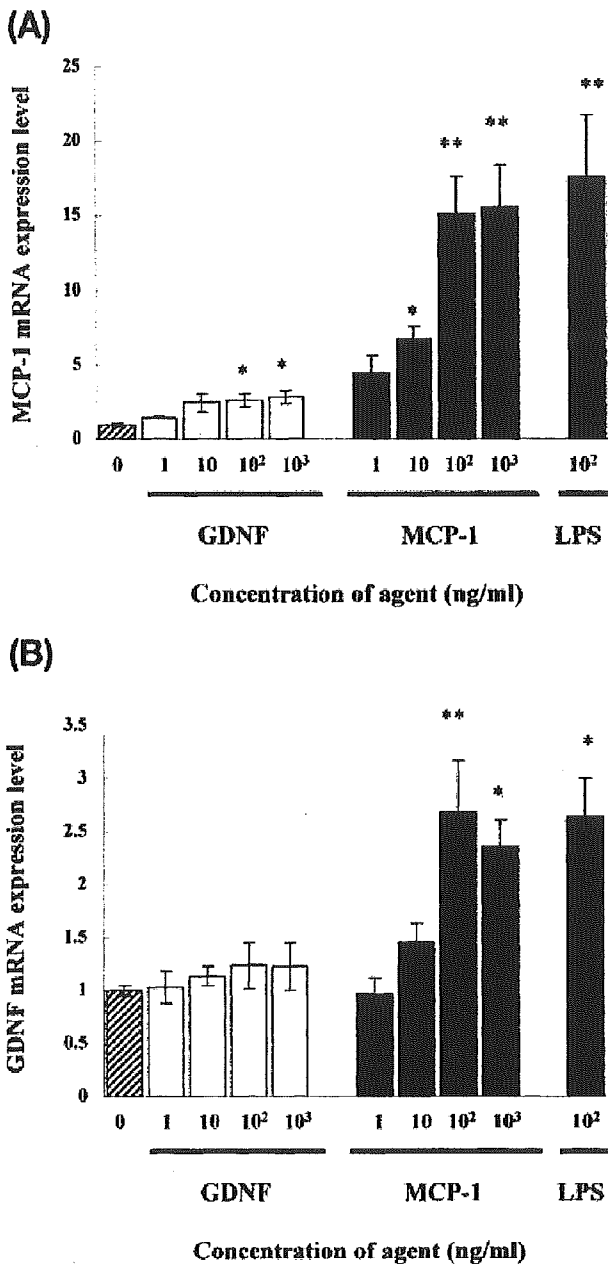 (A)
MCP-1 mRNA expression level
25
20
15
10
5
0
**
**
**
*
*
*
0 1 10 10² 10³ 1 10 10² 10³ 10²
GDNF MCP-1 LPS
Concentration of agent (ng/ml)
(B)
GDNF mRNA expression level
3.5
3
2.5
2
1.5
1
0.5
0
**
*
*
0 1 10 10² 10³ 1 10 10² 10³ 10²
GDNF MCP-1 LPS
Concentration of agent (ng/ml)